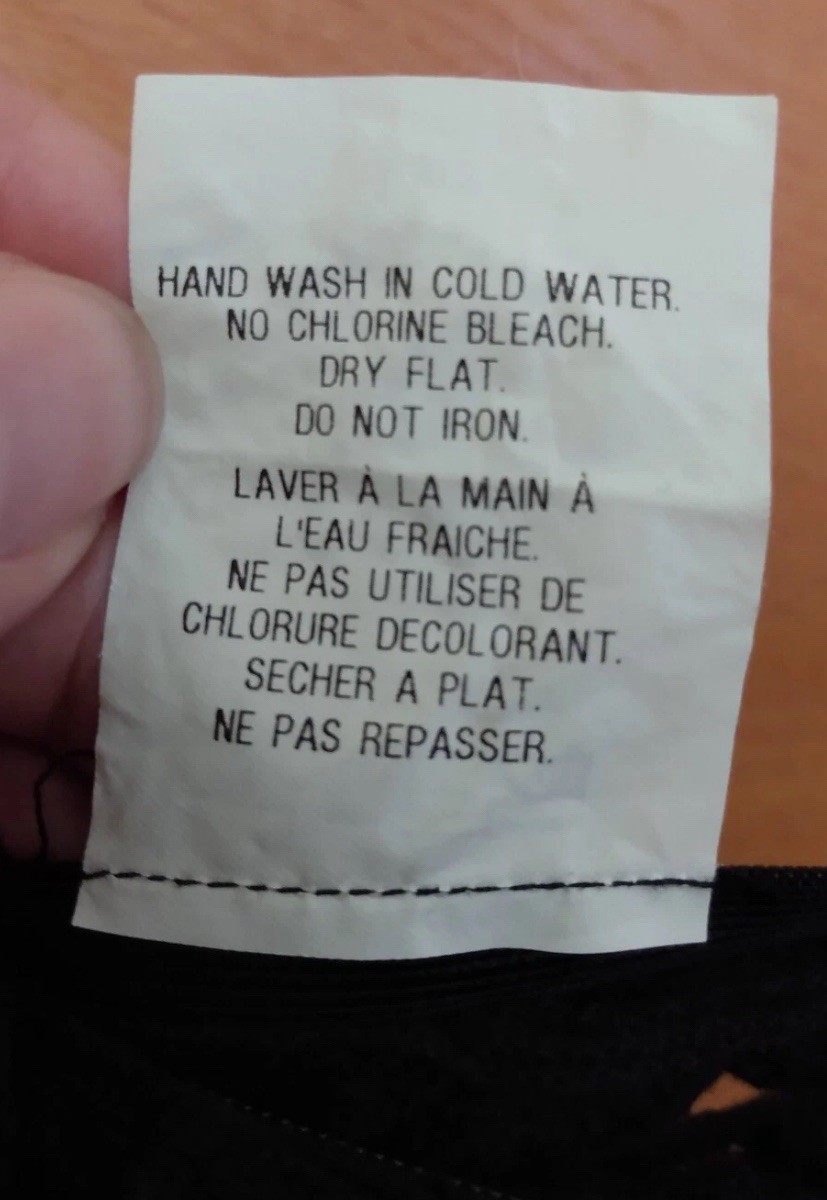 HAND WASH IN COLD WATER.
NO CHLORINE BLEACH.
DRY FLAT.
DO NOT IRON.
LAVER À LA MAIN À
L'EAU FRAICHE.
NE PAS UTILISER DE
CHLORURE DECOLORANT.
SECHER A PLAT.
NE PAS REPASSER.